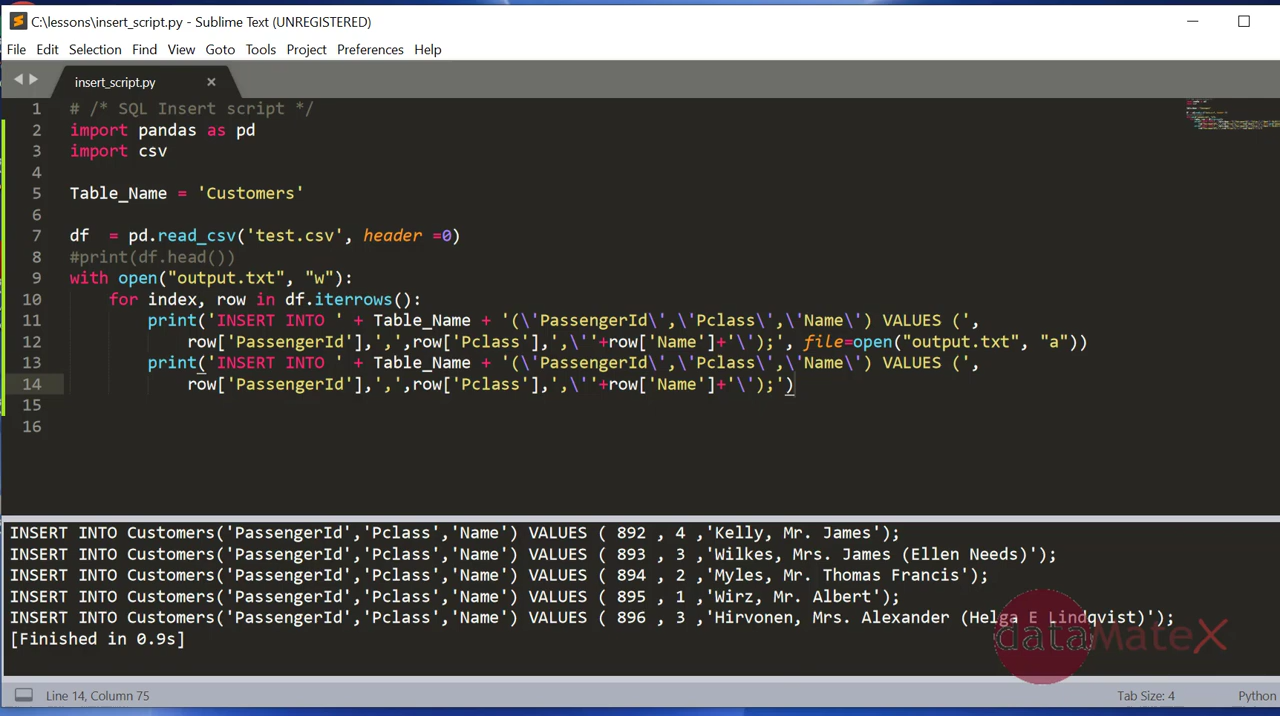 C:\lessons\insert_script.py - Sublime Text (UNREGISTERED)
File Edit Selection Find View Goto Tools Project Preferences Help
insert_script.py ×
1 # /* SQL Insert script */
2 import pandas as pd
3 import csv
4
5 Table_Name = 'Customers'
6
7 df  = pd.read_csv('test.csv', header =0)
8 #print(df.head())
9 with open("output.txt", "w"):
10     for index, row in df.iterrows():
11         print('INSERT INTO ' + Table_Name + '(\'PassengerId\',\'Pclass\',\'Name\') VALUES (',
12             row['PassengerId'],',',row['Pclass'],',\''+row['Name']+'\');', file=open("output.txt", "a"))
13         print('INSERT INTO ' + Table_Name + '(\'PassengerId\',\'Pclass\',\'Name\') VALUES (',
14             row['PassengerId'],',',row['Pclass'],',\''+row['Name']+'\');')
15
16
INSERT INTO Customers('PassengerId','Pclass','Name') VALUES ( 892 , 4 ,'Kelly, Mr. James');
INSERT INTO Customers('PassengerId','Pclass','Name') VALUES ( 893 , 3 ,'Wilkes, Mrs. James (Ellen Needs)');
INSERT INTO Customers('PassengerId','Pclass','Name') VALUES ( 894 , 2 ,'Myles, Mr. Thomas Francis');
INSERT INTO Customers('PassengerId','Pclass','Name') VALUES ( 895 , 1 ,'Wirz, Mr. Albert');
INSERT INTO Customers('PassengerId','Pclass','Name') VALUES ( 896 , 3 ,'Hirvonen, Mrs. Alexander (Helga E Lindqvist)');
[Finished in 0.9s]
dataMateX
Line 14, Column 75 Tab Size: 4 Python